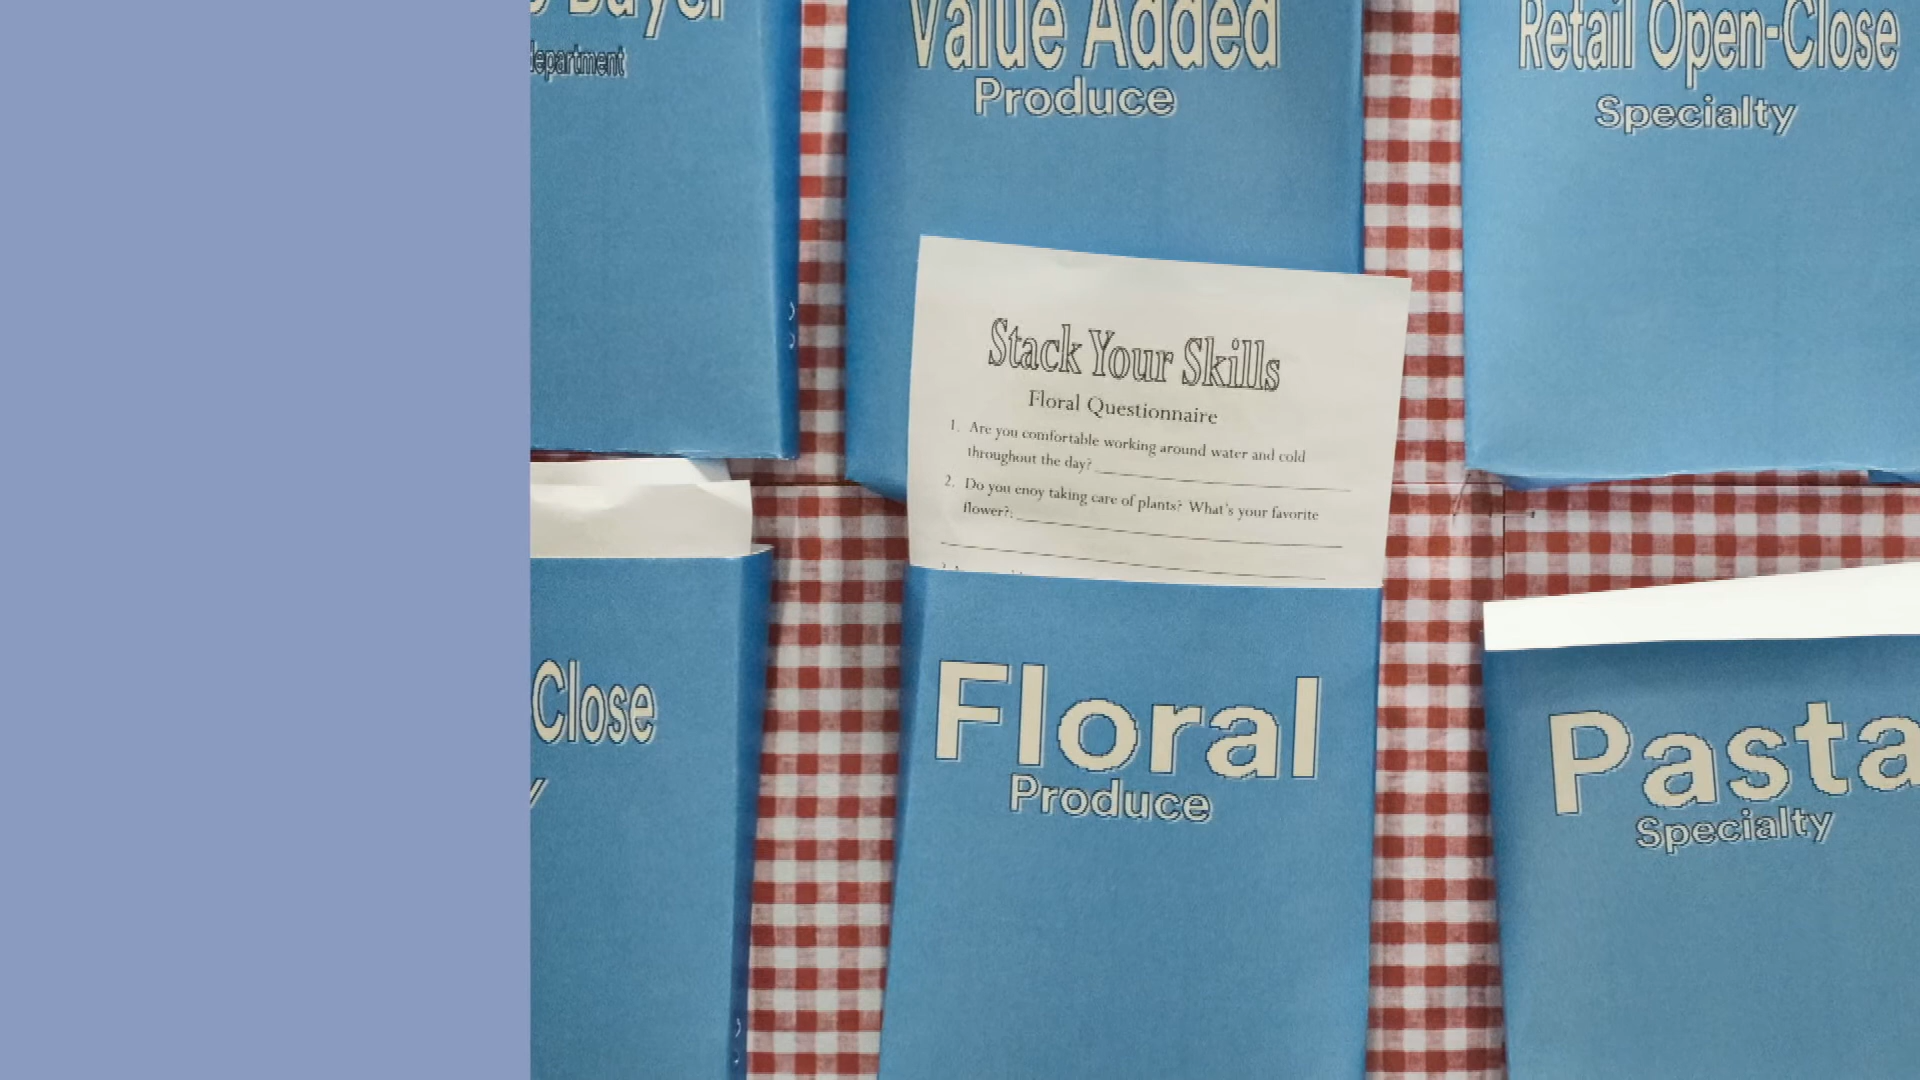 Buyer
department
Value Added
Produce
Retail Open-Close
Specialty
Stack Your Skills
Floral Questionnaire
1. Are you comfortable working around water and cold
throughout the day?
2. Do you enoy taking care of plants? What's your favorite
flower?:
Close
Floral
Produce
Pasta
Specialty